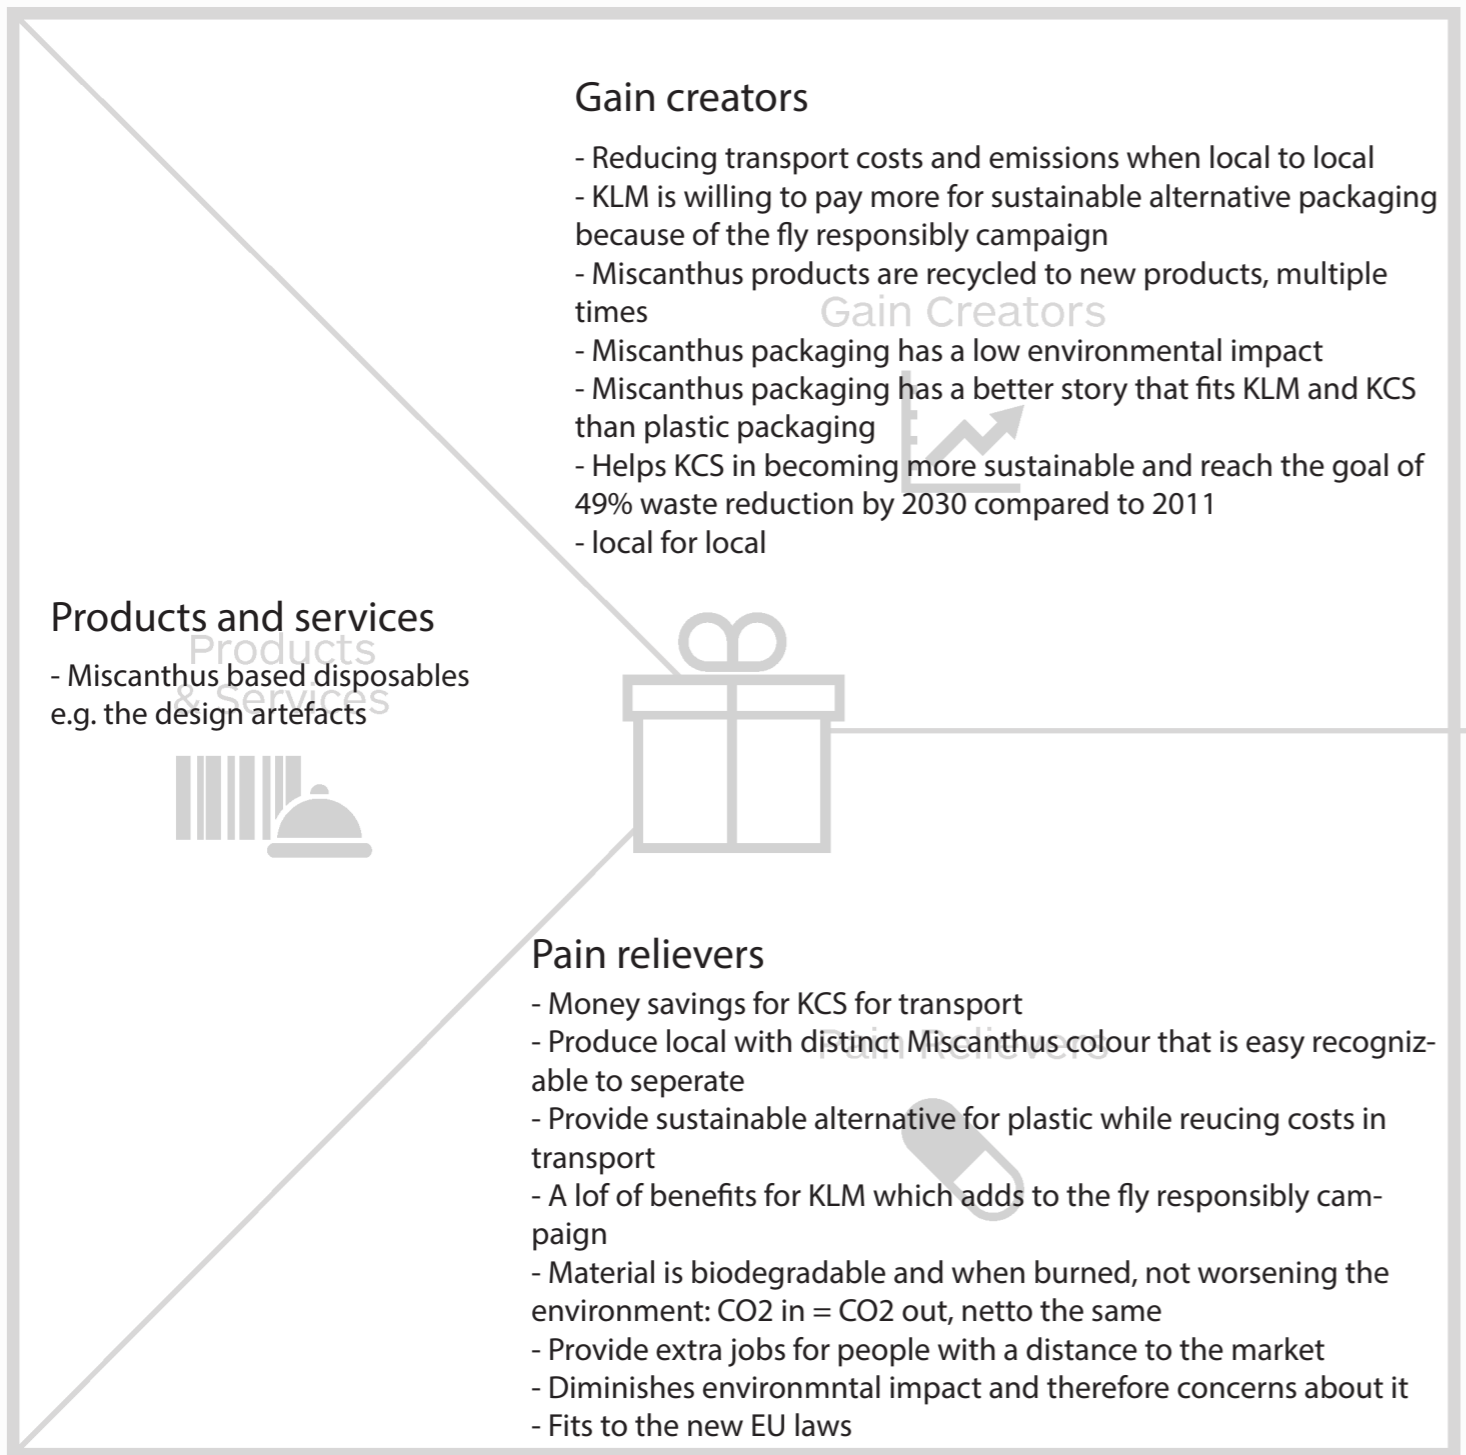 Gain creators
- Reducing transport costs and emissions when local to local
- KLM is willing to pay more for sustainable alternative packaging
because of the fly responsibly campaign
- Miscanthus products are recycled to new products, multiple
times
Gain Creators
- Miscanthus packaging has a low environmental impact
- Miscanthus packaging has a better story that fits KLM and KCS
than plastic packaging
- Helps KCS in becoming more sustainable and reach the goal of
49% waste reduction by 2030 compared to 2011
- local for local
Products and services
Products
- Miscanthus based disposables
& Services
e.g. the design artefacts
Pain relievers
- Money savings for KCS for transport
- Produce local with distinct Miscanthus colour that is easy recogniz-
Pain Relievers
able to seperate
- Provide sustainable alternative for plastic while reucing costs in
transport
- A lof of benefits for KLM which adds to the fly responsibly cam-
paign
- Material is biodegradable and when burned, not worsening the
environment: CO2 in = CO2 out, netto the same
- Provide extra jobs for people with a distance to the market
- Diminishes environmntal impact and therefore concerns about it
- Fits to the new EU laws